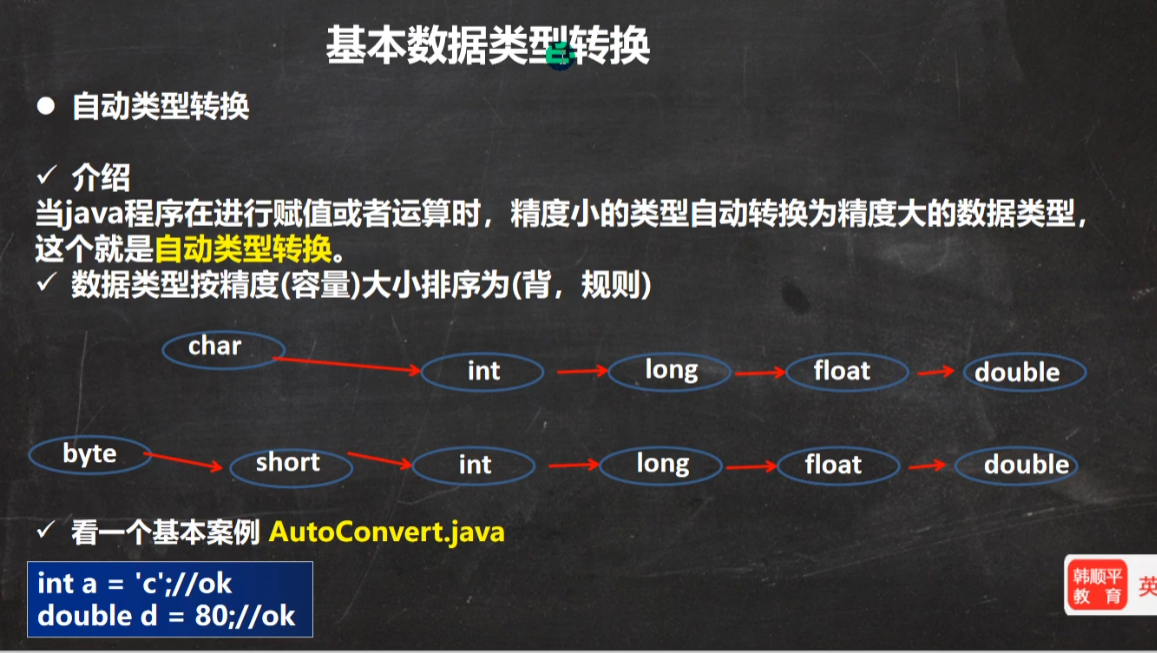 基本数据类型转换
● 自动类型转换
✓ 介绍
当java程序在进行赋值或者运算时，精度小的类型自动转换为精度大的数据类型，
这个就是自动类型转换。
✓ 数据类型按精度(容量)大小排序为(背，规则)
char
int
long
float
double
byte
short
int
long
float
double
✓ 看一个基本案例 AutoConvert.java
int a = 'c';//ok
double d = 80;//ok
韩顺平
教 育
英